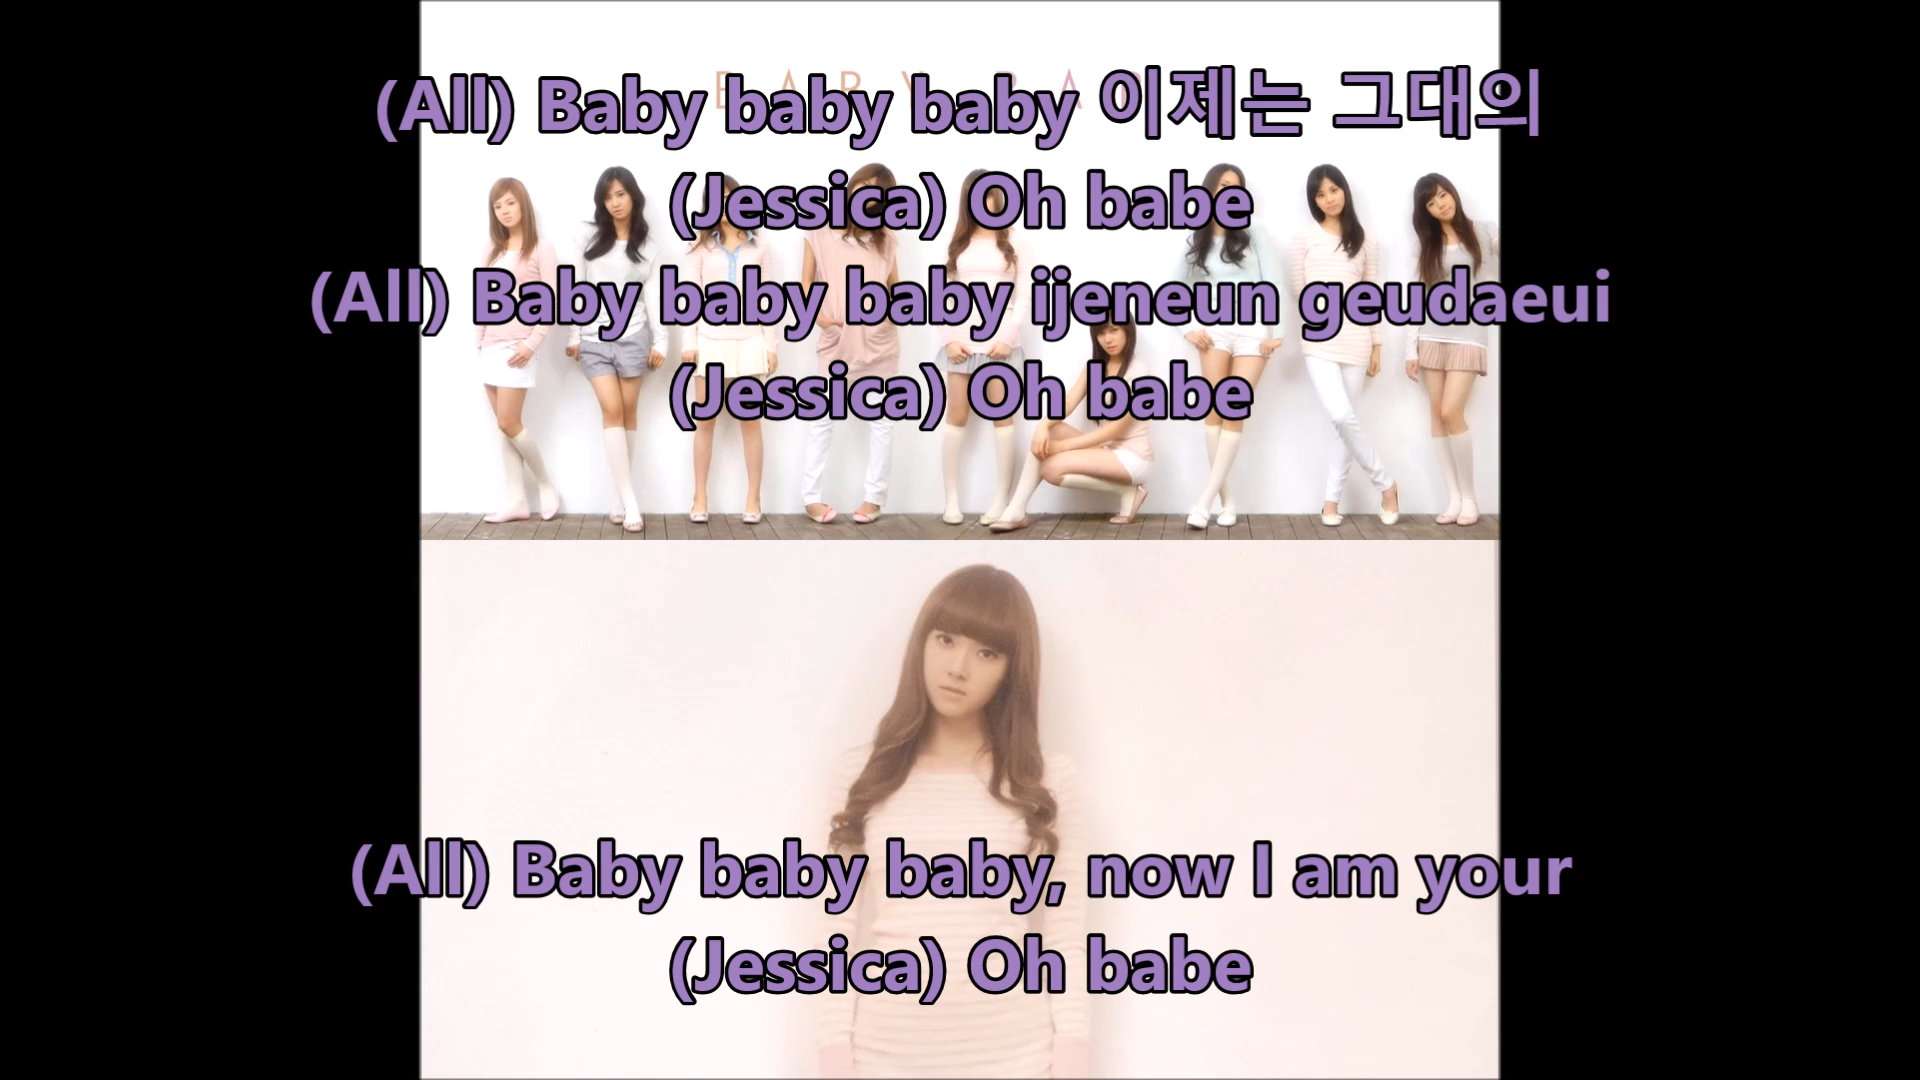 (All) Baby baby baby 이제는 그대의
(Jessica) Oh babe
(All) Baby baby baby ijeneun geudaeui
(Jessica) Oh babe
(All) Baby baby baby, now I am your
(Jessica) Oh babe